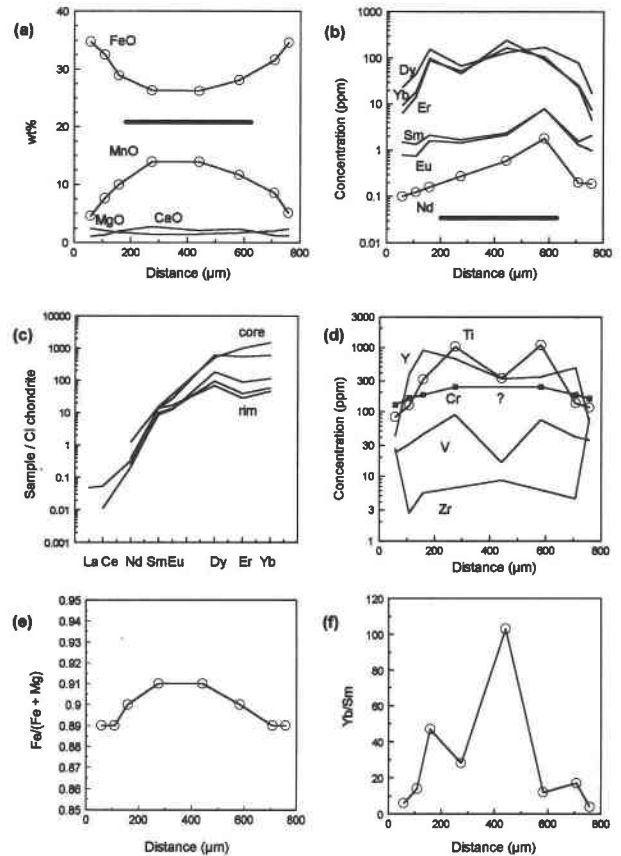 (a)
40
30
20
10
0
wt%
FeO
MnO
MgO
CaO
0 200 400 600 800
Distance (µm)
(b)
1000
100
10
1
0.1
0.01
Concentration (ppm)
Dy
Yb
Er
Sm
Eu
Nd
0 200 400 600 800
Distance (µm)
(c)
10000
1000
100
10
1
0.1
0.01
0.001
Sample / CI chondrite
core
rim
La Ce Nd SmEu Dy Er Yb
(d)
3000
1000
300
100
30
10
3
1
Concentration (ppm)
Ti
Y
Cr
?
V
Zr
0 200 400 600 800
Distance (µm)
(e)
0.95
0.94
0.93
0.92
0.91
0.90
0.89
0.88
0.87
0.86
0.85
Fe/(Fe + Mg)
0 200 400 600 800
Distance (µm)
(f)
120
100
80
60
40
20
0
Yb/Sm
0 200 400 600 800
Distance (µm)